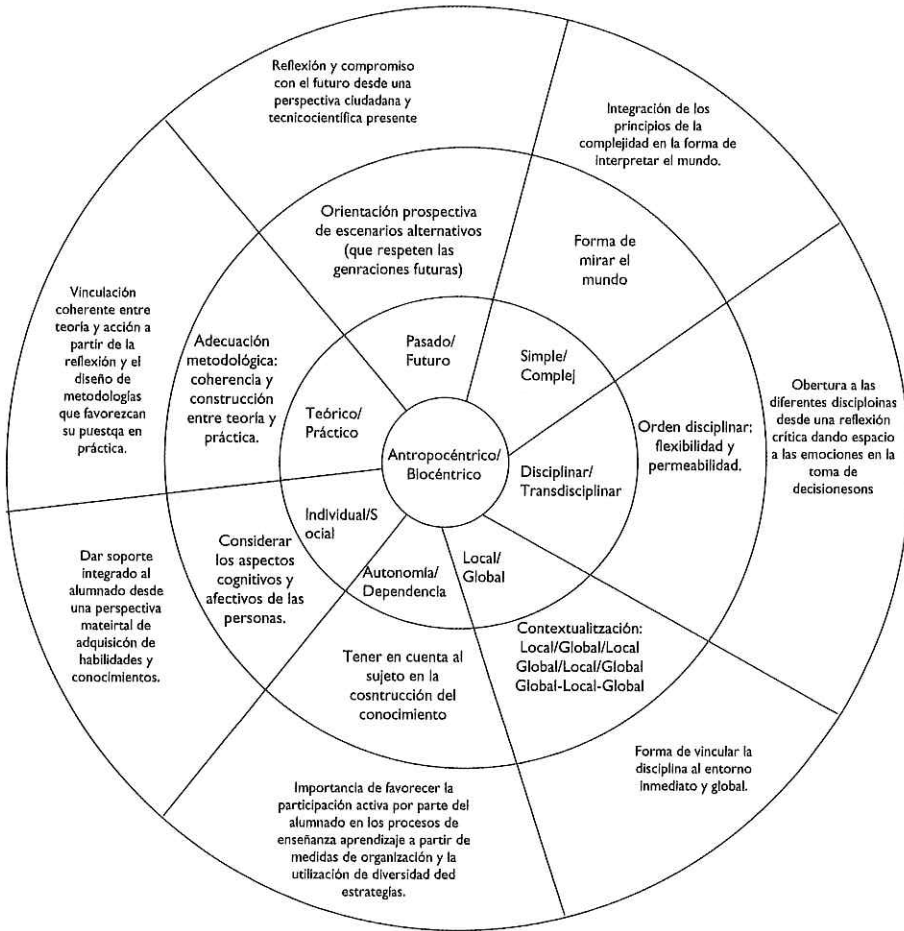 Reflexión y compromiso
con el futuro desde una
perspectiva ciudadana y
tecnicocientífica presente
Integración de los
principios de la
complejidad en la forma de
interpretar el mundo.
Orientación prospectiva
de escenarios alternativos
(que respeten las
genraciones futuras)
Forma de
mirar el
mundo
Vinculación
coherente entre
teoría y acción a
partir de la
reflexión y el
diseño de
metodologías
que favorezcan
su puestqa en
práctica.
Adecuación
metodológica:
coherencia y
construcción
entre teoría y
práctica.
Pasado/
Futuro
Simple/
Complej
Teórico/
Práctico
Antropocéntrico/
Biocéntrico
Disciplinar/
Transdisciplinar
Orden disciplinar:
flexibilidad y
permeabilidad.
Obertura a las
diferentes disciploinas
desde una reflexión
crítica dando espacio
a las emociones en la
toma de
decisionesons
Individual/S
ocial
Autonomía/
Dependencia
Local/
Global
Dar soporte
integrado al
alumnado desde
una perspectiva
mateirtal de
adquisicón de
habilidades y
conocimientos.
Considerar
los aspectos
cognitivos y
afectivos de las
personas.
Tener en cuenta al
sujeto en la
cosntrucción del
conocimiento
Contextualitzación:
Local/Global/Local
Global/Local/Global
Global-Local-Global
Forma de vincular la
disciplina al entorno
inmediato y global.
Importancia de favorecer la
participación activa por parte del
alumnado en los procesos de
enseñanza aprendizaje a partir de
medidas de organización y la
utilización de diversidad ded
estrategias.